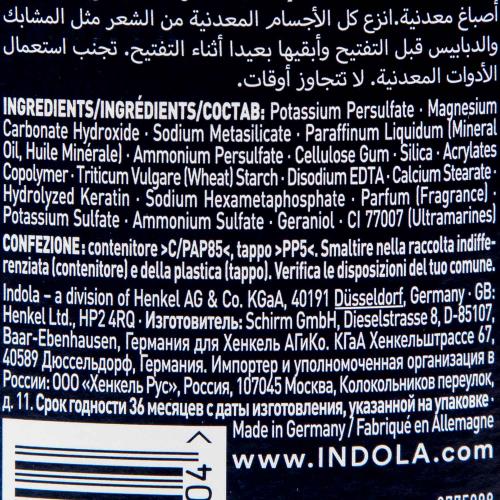 أصباغ معدنية.انزع كل الأجسام المعدنية من الشعر مثل المشابك
والدبابيس قبل التفتيح وأبقيها بعيدا أثناء التفتيح. تجنب استعمال
الأدوات المعدنية. لا تتجاوز أوقات.
INGREDIENTS/INGRÉDIENTS/СОСТАВ: Potassium Persulfate · Magnesium
Carbonate Hydroxide · Sodium Metasilicate · Paraffinum Liquidum (Mineral
Oil, Huile Minérale) · Ammonium Persulfate · Cellulose Gum · Silica · Acrylates
Copolymer · Triticum Vulgare (Wheat) Starch · Disodium EDTA · Calcium Stearate ·
Hydrolyzed Keratin · Sodium Hexametaphosphate · Parfum (Fragrance) ·
Potassium Sulfate · Ammonium Sulfate · Geraniol · CI 77007 (Ultramarines)
CONFEZIONE: contenitore >C/PAP85<, tappo >PP5<. Smaltire nella raccolta indiffe-
renziata (contenitore) e della plastica (tappo). Verifica le disposizioni del tuo comune.
Indola – a division of Henkel AG & Co. KGaA, 40191 Düsseldorf, Germany · GB:
Henkel Ltd., HP2 4RQ · Изготовитель: Schirm GmbH, Dieselstrasse 8, D-85107,
Baar-Ebenhausen, Германия для Хенкель АГиКо. КГаА Хенкельштрассе 67,
40589 Дюссельдорф, Германия. Импортер и уполномоченная организация в
России: ООО «Хенкель Рус», Россия, 107045 Москва, Колокольников переулок,
д. 11. Срок годности 36 месяцев с даты изготовления, указанной на упаковке ·
Made in Germany / Fabriqué en Allemagne
www.INDOLA.com
04 >